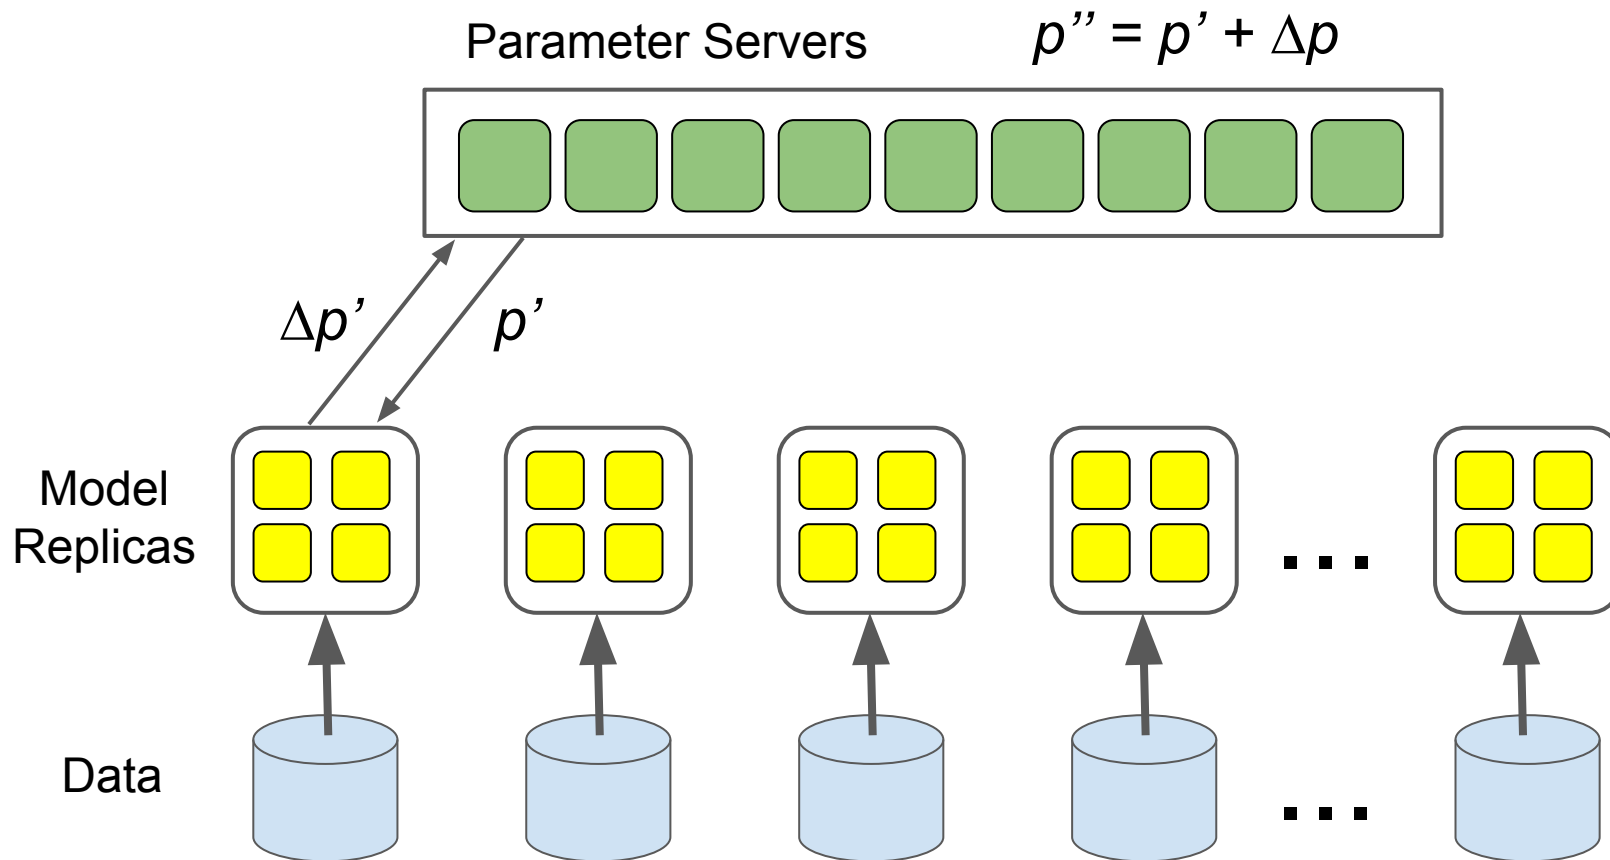 Parameter Servers
p’’ = p’ + Δp
Δp’
p’
Model
Replicas
...
Data
...